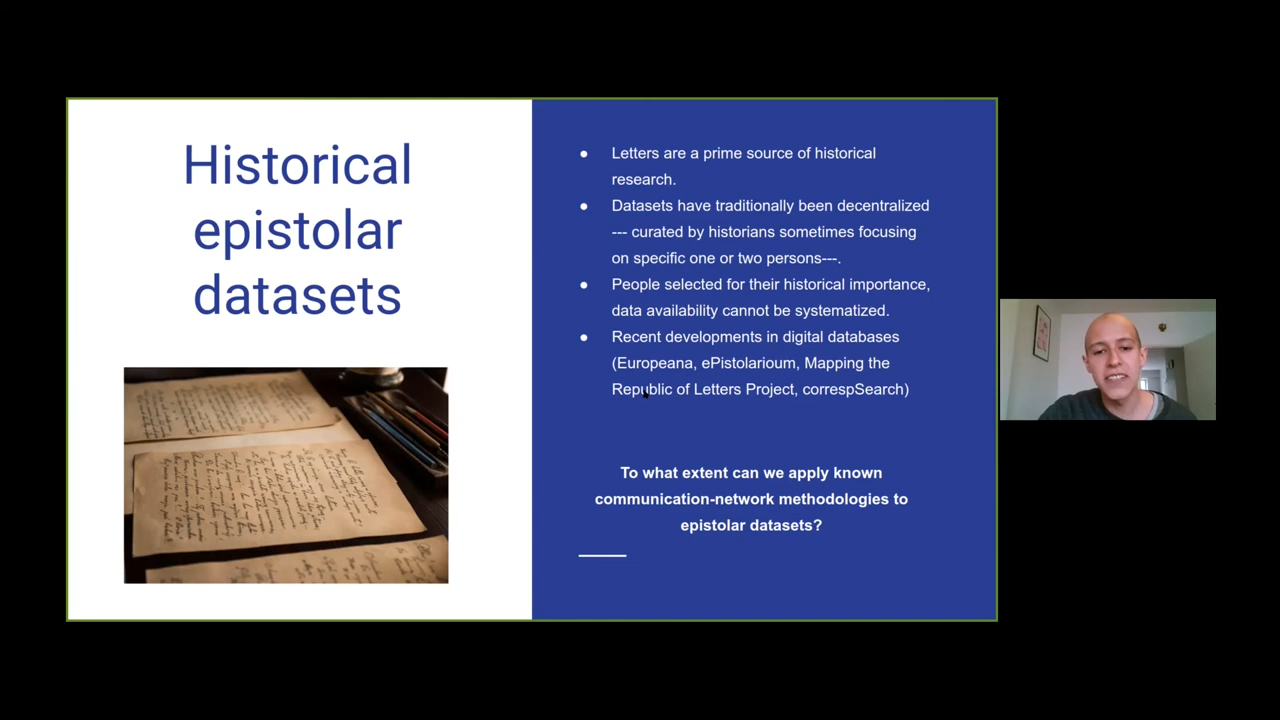 Historical
epistolar
datasets
● Letters are a prime source of historical
research.
● Datasets have traditionally been decentralized
--- curated by historians sometimes focusing
on specific one or two persons---.
● People selected for their historical importance,
data availability cannot be systematized.
● Recent developments in digital databases
(Europeana, ePistolarioum, Mapping the
Republic of Letters Project, correspSearch)
To what extent can we apply known
communication-network methodologies to
epistolar datasets?